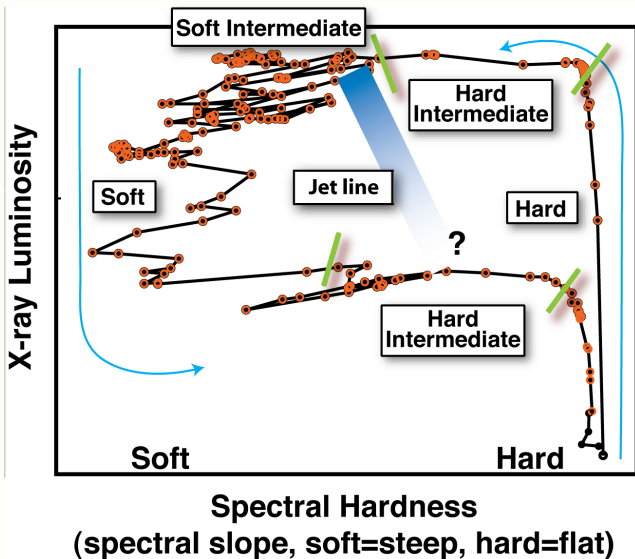 Soft Intermediate
Hard
Intermediate
Jet line
Soft
Hard
?
Hard
Intermediate
X-ray Luminosity
Soft
Hard
Spectral Hardness
(spectral slope, soft=steep, hard=flat)